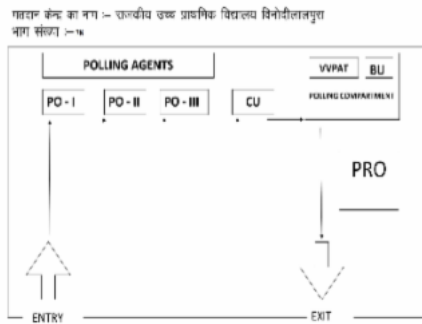 मतदान केन्द्र का नाम :– राजकीय उच्च प्राथमिक विद्यालय विनोदीलालपुरा
भाग संख्या :–
POLLING AGENTS
VVPAT BU
POLLING COMPARTMENT
PO - I PO - II PO - III CU
PRO
ENTRY EXIT